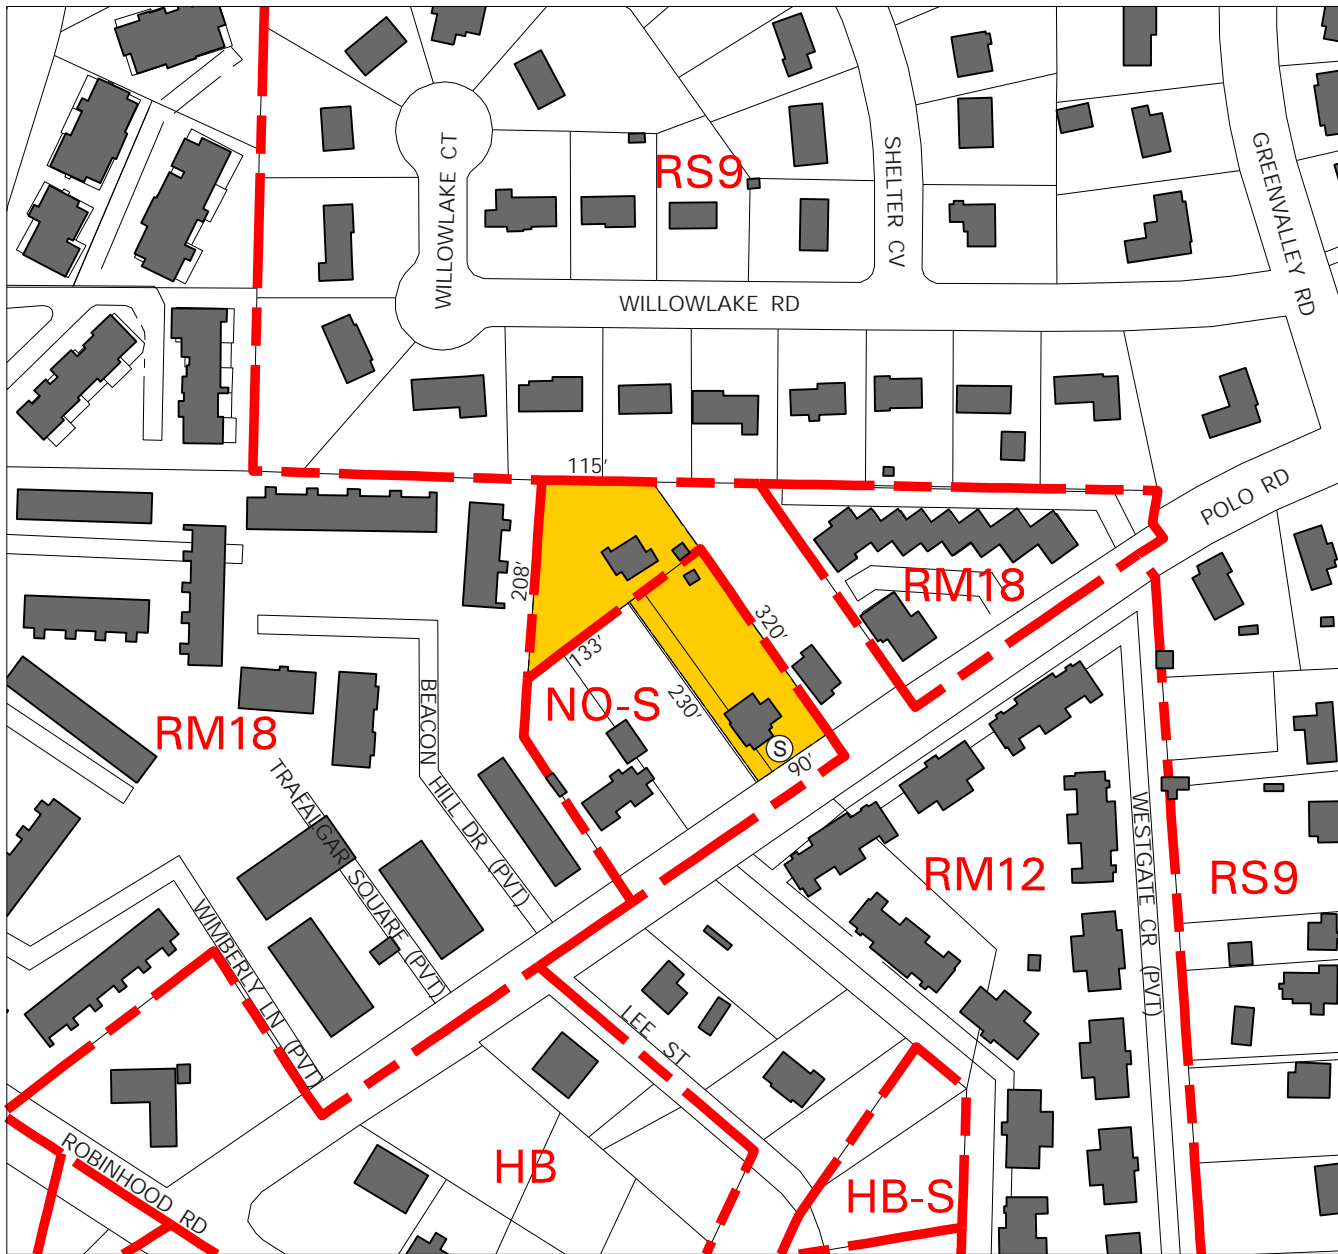 WILLOWLAKE CT
RS9
SHELTER CV
GREENVALLEY RD
WILLOWLAKE RD
115'
POLO RD
208'
RM18
320'
133'
NO-S
230'
BEACON HILL DR (PVT)
RM18
S
90'
TRAFALGAR SQUARE (PVT)
WESTGATE CR (PVT)
RM12
RS9
WIMBERLY LN (PVT)
LEE ST
ROBINHOOD RD
HB
HB-S